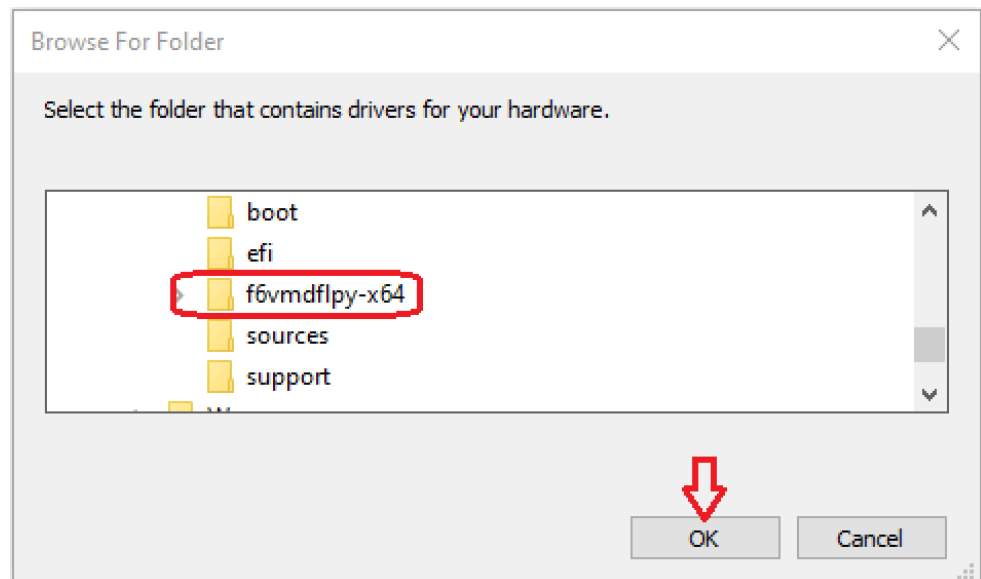 Browse For Folder
Select the folder that contains drivers for your hardware.
boot
efi
f6vmdflpy-x64
sources
support
OK Cancel